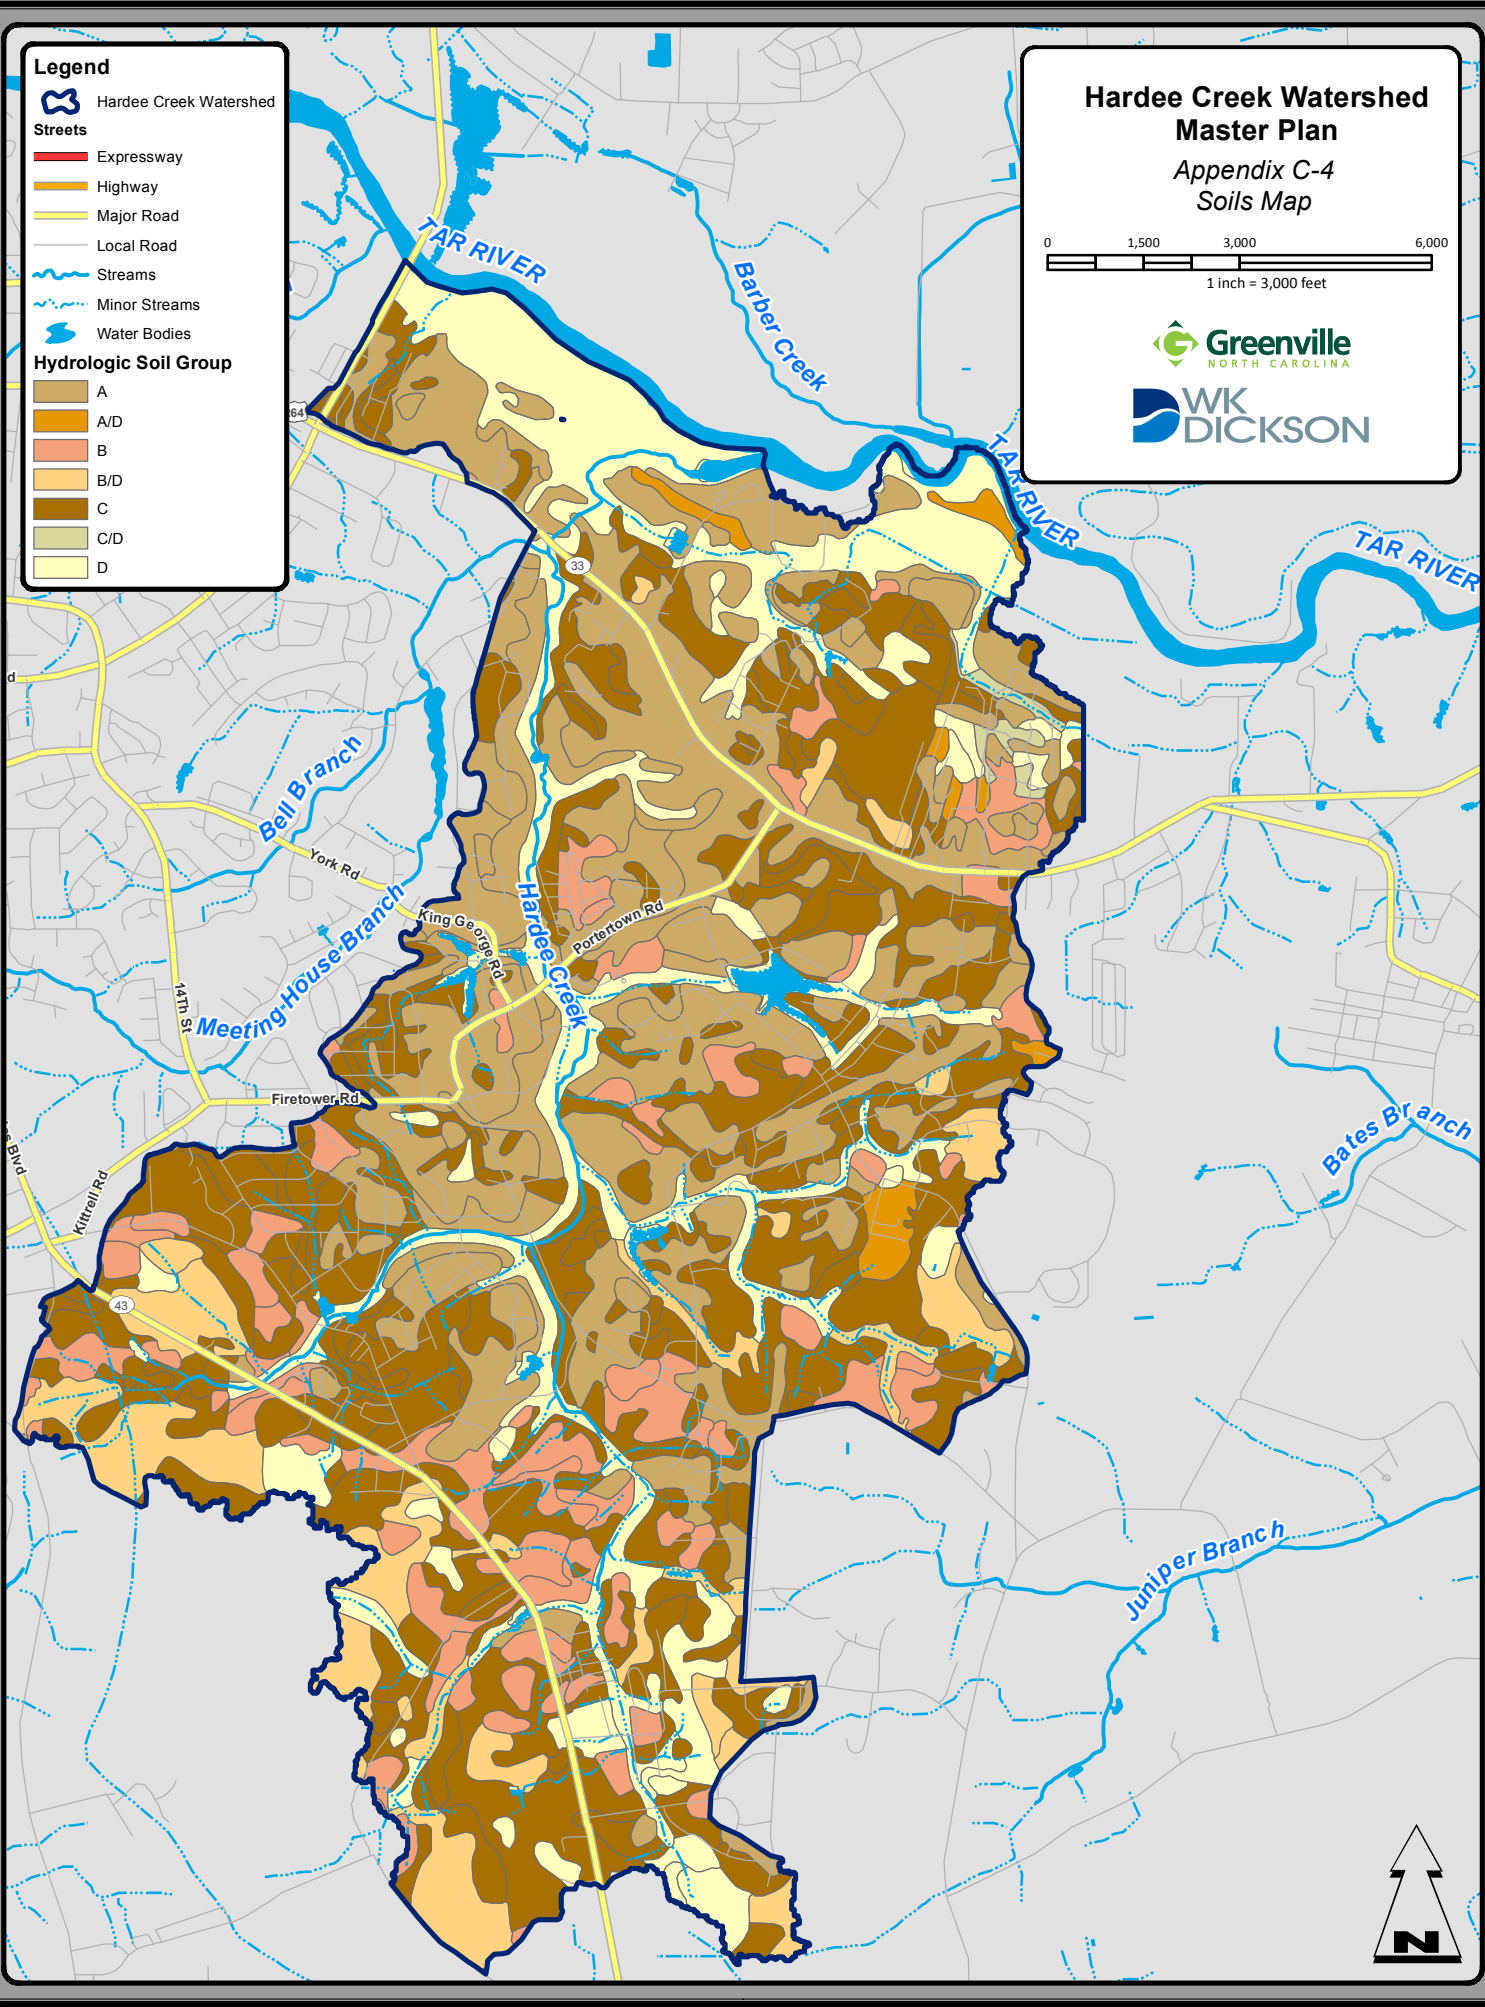 Legend
Hardee Creek Watershed
Streets
Expressway
Highway
Major Road
Local Road
Streams
Minor Streams
Water Bodies
Hydrologic Soil Group
A
A/D
B
B/D
C
C/D
D
Hardee Creek Watershed
Master Plan
Appendix C-4
Soils Map
0 1,500 3,000 6,000
1 inch = 3,000 feet
G Greenville
NORTH CAROLINA
WK
DICKSON
TAR RIVER
Barber Creek
TAR RIVER
TAR RIVER
264
33
d
Bell Branch
York Rd
King George Rd
Hardee Creek
Portertown Rd
Meeting House Branch
14Th St
Firetower Rd
Blvd
Kittrell Rd
43
Bates Branch
Juniper Branch
N